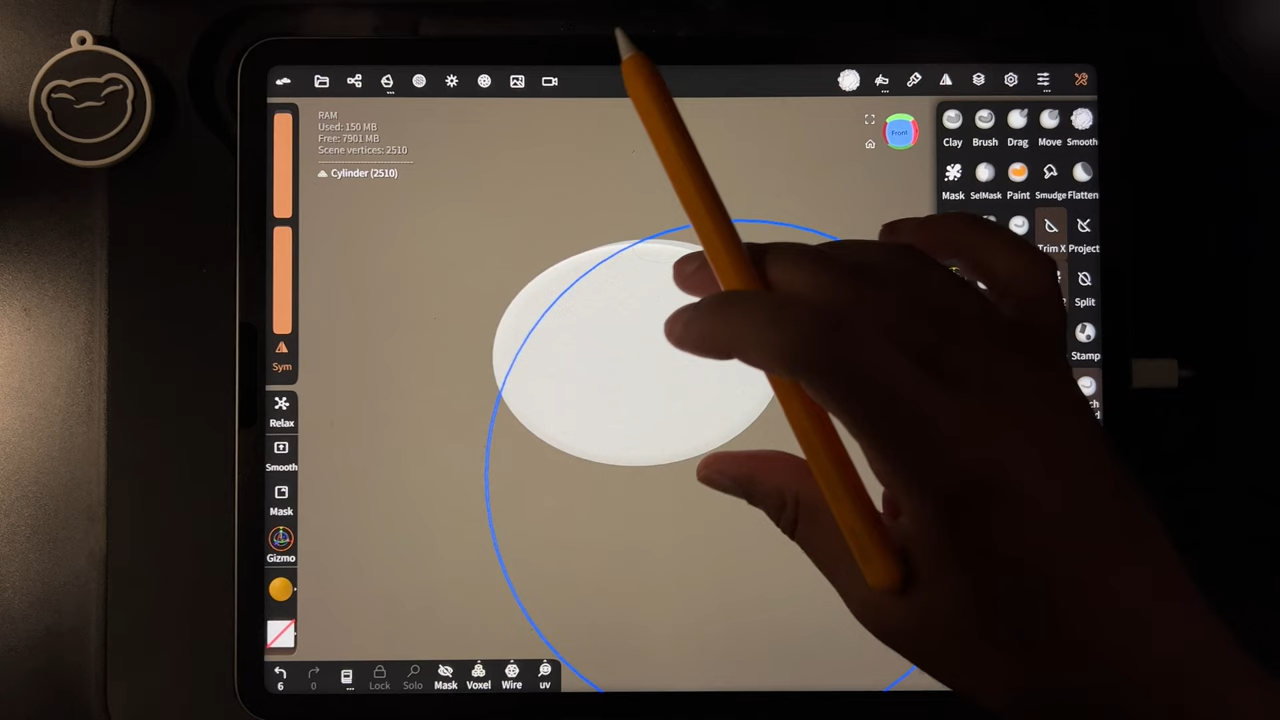 RAM
Used: 150 MB
Free: 7901 MB
Scene vertices: 2510
Cylinder (2510)
Front
Clay Brush Drag Move Smooth
Mask SelMask Paint Smudge Flatten
Trim X Project
Split
Stamp
Sym
Relax
Smooth
Mask
Gizmo
6 0 Lock Solo Mask Voxel Wire uv